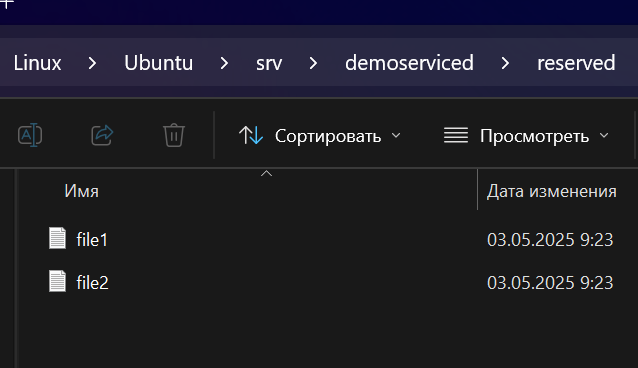 Linux > Ubuntu > srv > demoserviced > reserved
Сортировать Просмотреть
Имя Дата изменения
file1 03.05.2025 9:23
file2 03.05.2025 9:23